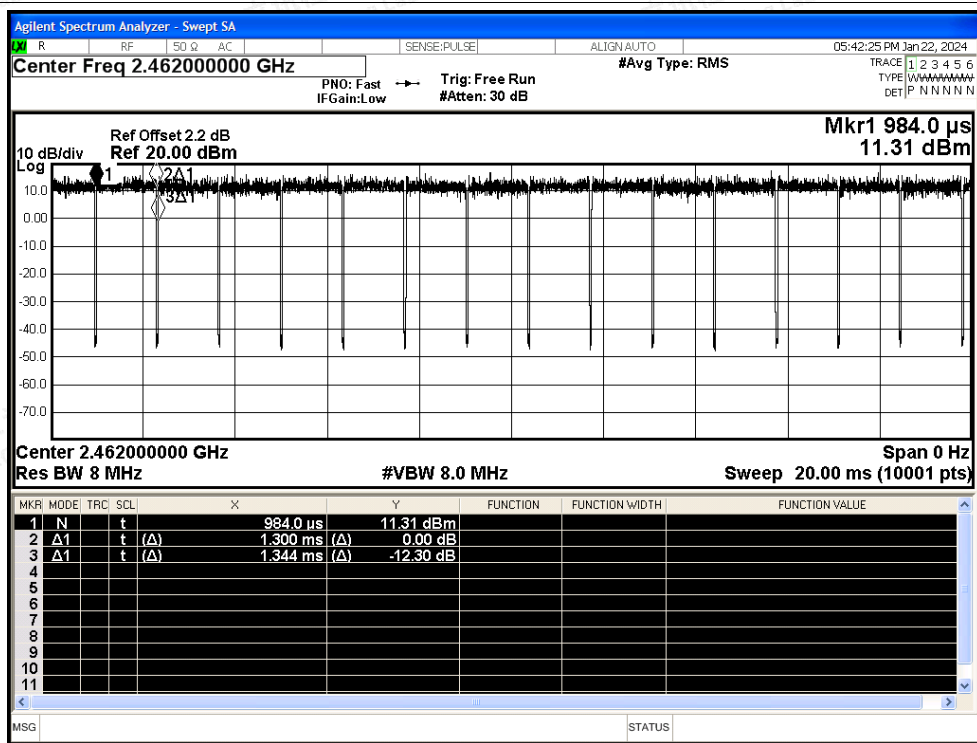 Agilent Spectrum Analyzer - Swept SA
LXI R RF 50 Ω AC SENSE:PULSE ALIGN AUTO 05:42:25 PM Jan 22, 2024
Center Freq 2.462000000 GHz
PNO: Fast
IFGain:Low
Trig: Free Run
#Atten: 30 dB
#Avg Type: RMS
TRACE 1 2 3 4 5 6
TYPE WWWWWW
DET P N N N N N
Mkr1 984.0 µs
11.31 dBm
Ref Offset 2.2 dB
10 dB/div Ref 20.00 dBm
Log
1 2Δ1
3Δ1
10.0
0.00
-10.0
-20.0
-30.0
-40.0
-50.0
-60.0
-70.0
Center 2.462000000 GHz Span 0 Hz
Res BW 8 MHz #VBW 8.0 MHz Sweep 20.00 ms (10001 pts)
MKR MODE TRC SCL X Y FUNCTION FUNCTION WIDTH FUNCTION VALUE
1 N t 984.0 µs 11.31 dBm
2 Δ1 t (Δ) 1.300 ms (Δ) 0.00 dB
3 Δ1 t (Δ) 1.344 ms (Δ) -12.30 dB
4
5
6
7
8
9
10
11
MSG STATUS